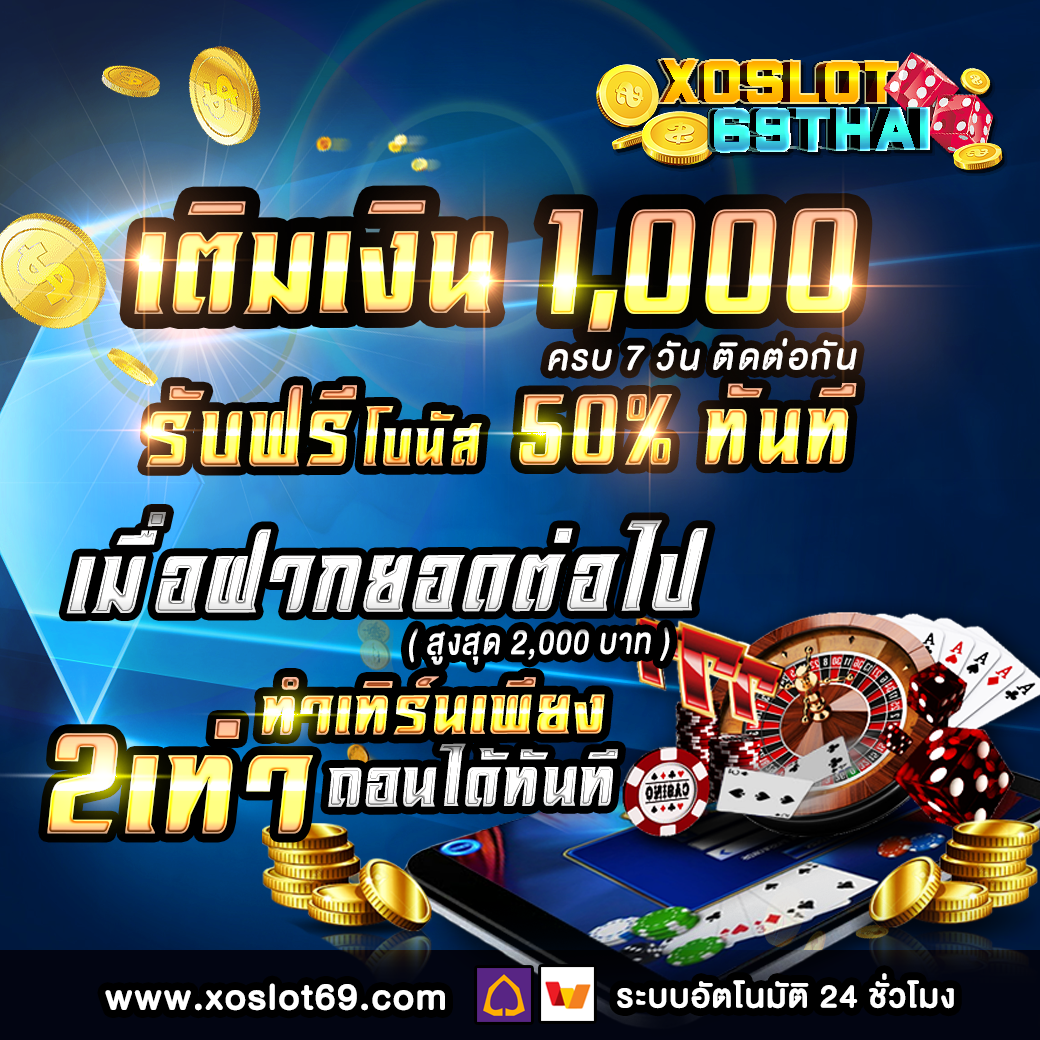 XOSLOT
69THAI
เติมเงิน 1,000
ครบ 7 วัน ติดต่อกัน
รับฟรีโบนัส 50% ทันที
เมื่อฝากยอดต่อไป
( สูงสุด 2,000 บาท )
ทำเทิร์นเพียง
2เท่า ถอนได้ทันที
CASINO
www.xoslot69.com ระบบอัตโนมัติ 24 ชั่วโมง